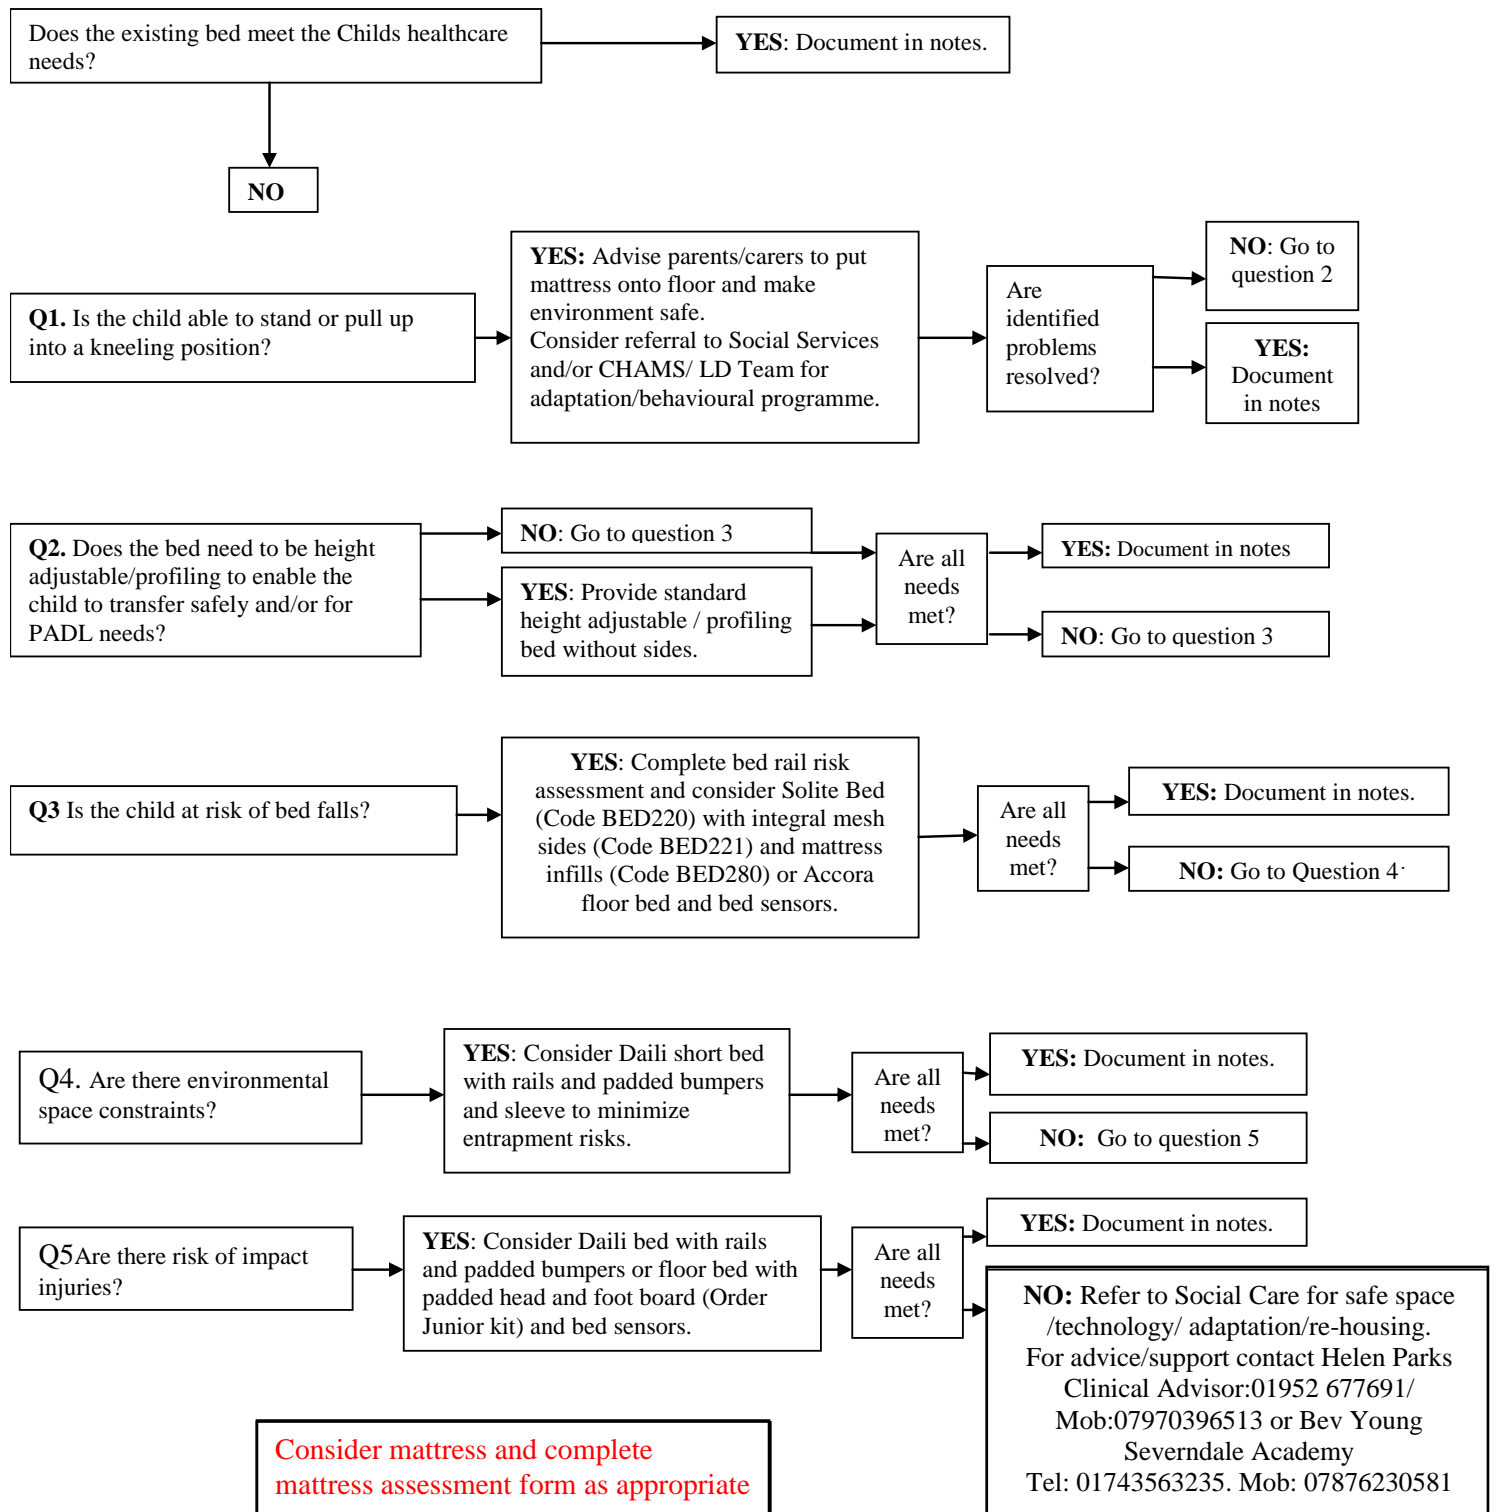 Does the existing bed meet the Childs healthcare
needs?
YES: Document in notes.
NO
Q1. Is the child able to stand or pull up
into a kneeling position?
YES: Advise parents/carers to put
mattress onto floor and make
environment safe.
Consider referral to Social Services
and/or CHAMS/ LD Team for
adaptation/behavioural programme.
Are
identified
problems
resolved?
NO: Go to
question 2
YES:
Document
in notes
Q2. Does the bed need to be height
adjustable/profiling to enable the
child to transfer safely and/or for
PADL needs?
NO: Go to question 3
YES: Provide standard
height adjustable / profiling
bed without sides.
Are all
needs
met?
YES: Document in notes
NO: Go to question 3
Q3 Is the child at risk of bed falls?
YES: Complete bed rail risk
assessment and consider Solite Bed
(Code BED220) with integral mesh
sides (Code BED221) and mattress
infills (Code BED280) or Accora
floor bed and bed sensors.
Are all
needs
met?
YES: Document in notes.
NO: Go to Question 4.
Q4. Are there environmental
space constraints?
YES: Consider Daili short bed
with rails and padded bumpers
and sleeve to minimize
entrapment risks.
Are all
needs
met?
YES: Document in notes.
NO: Go to question 5
Q5Are there risk of impact
injuries?
YES: Consider Daili bed with rails
and padded bumpers or floor bed with
padded head and foot board (Order
Junior kit) and bed sensors.
Are all
needs
met?
YES: Document in notes.
NO: Refer to Social Care for safe space
/technology/ adaptation/re-housing.
For advice/support contact Helen Parks
Clinical Advisor:01952 677691/
Mob:07970396513 or Bev Young
Severndale Academy
Tel: 01743563235. Mob: 07876230581
Consider mattress and complete
mattress assessment form as appropriate